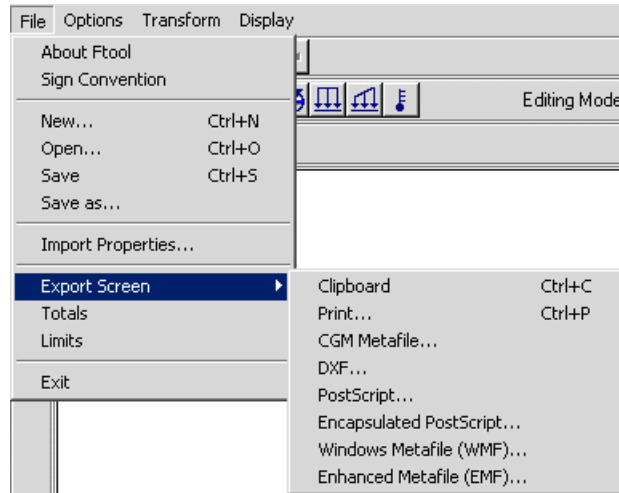 File Options Transform Display
About Ftool
Sign Convention
Editing Mode
New... Ctrl+N
Open... Ctrl+O
Save Ctrl+S
Save as...
Import Properties...
Export Screen
Totals
Limits
Exit
Clipboard Ctrl+C
Print... Ctrl+P
CGM Metafile...
DXF...
PostScript...
Encapsulated PostScript...
Windows Metafile (WMF)...
Enhanced Metafile (EMF)...